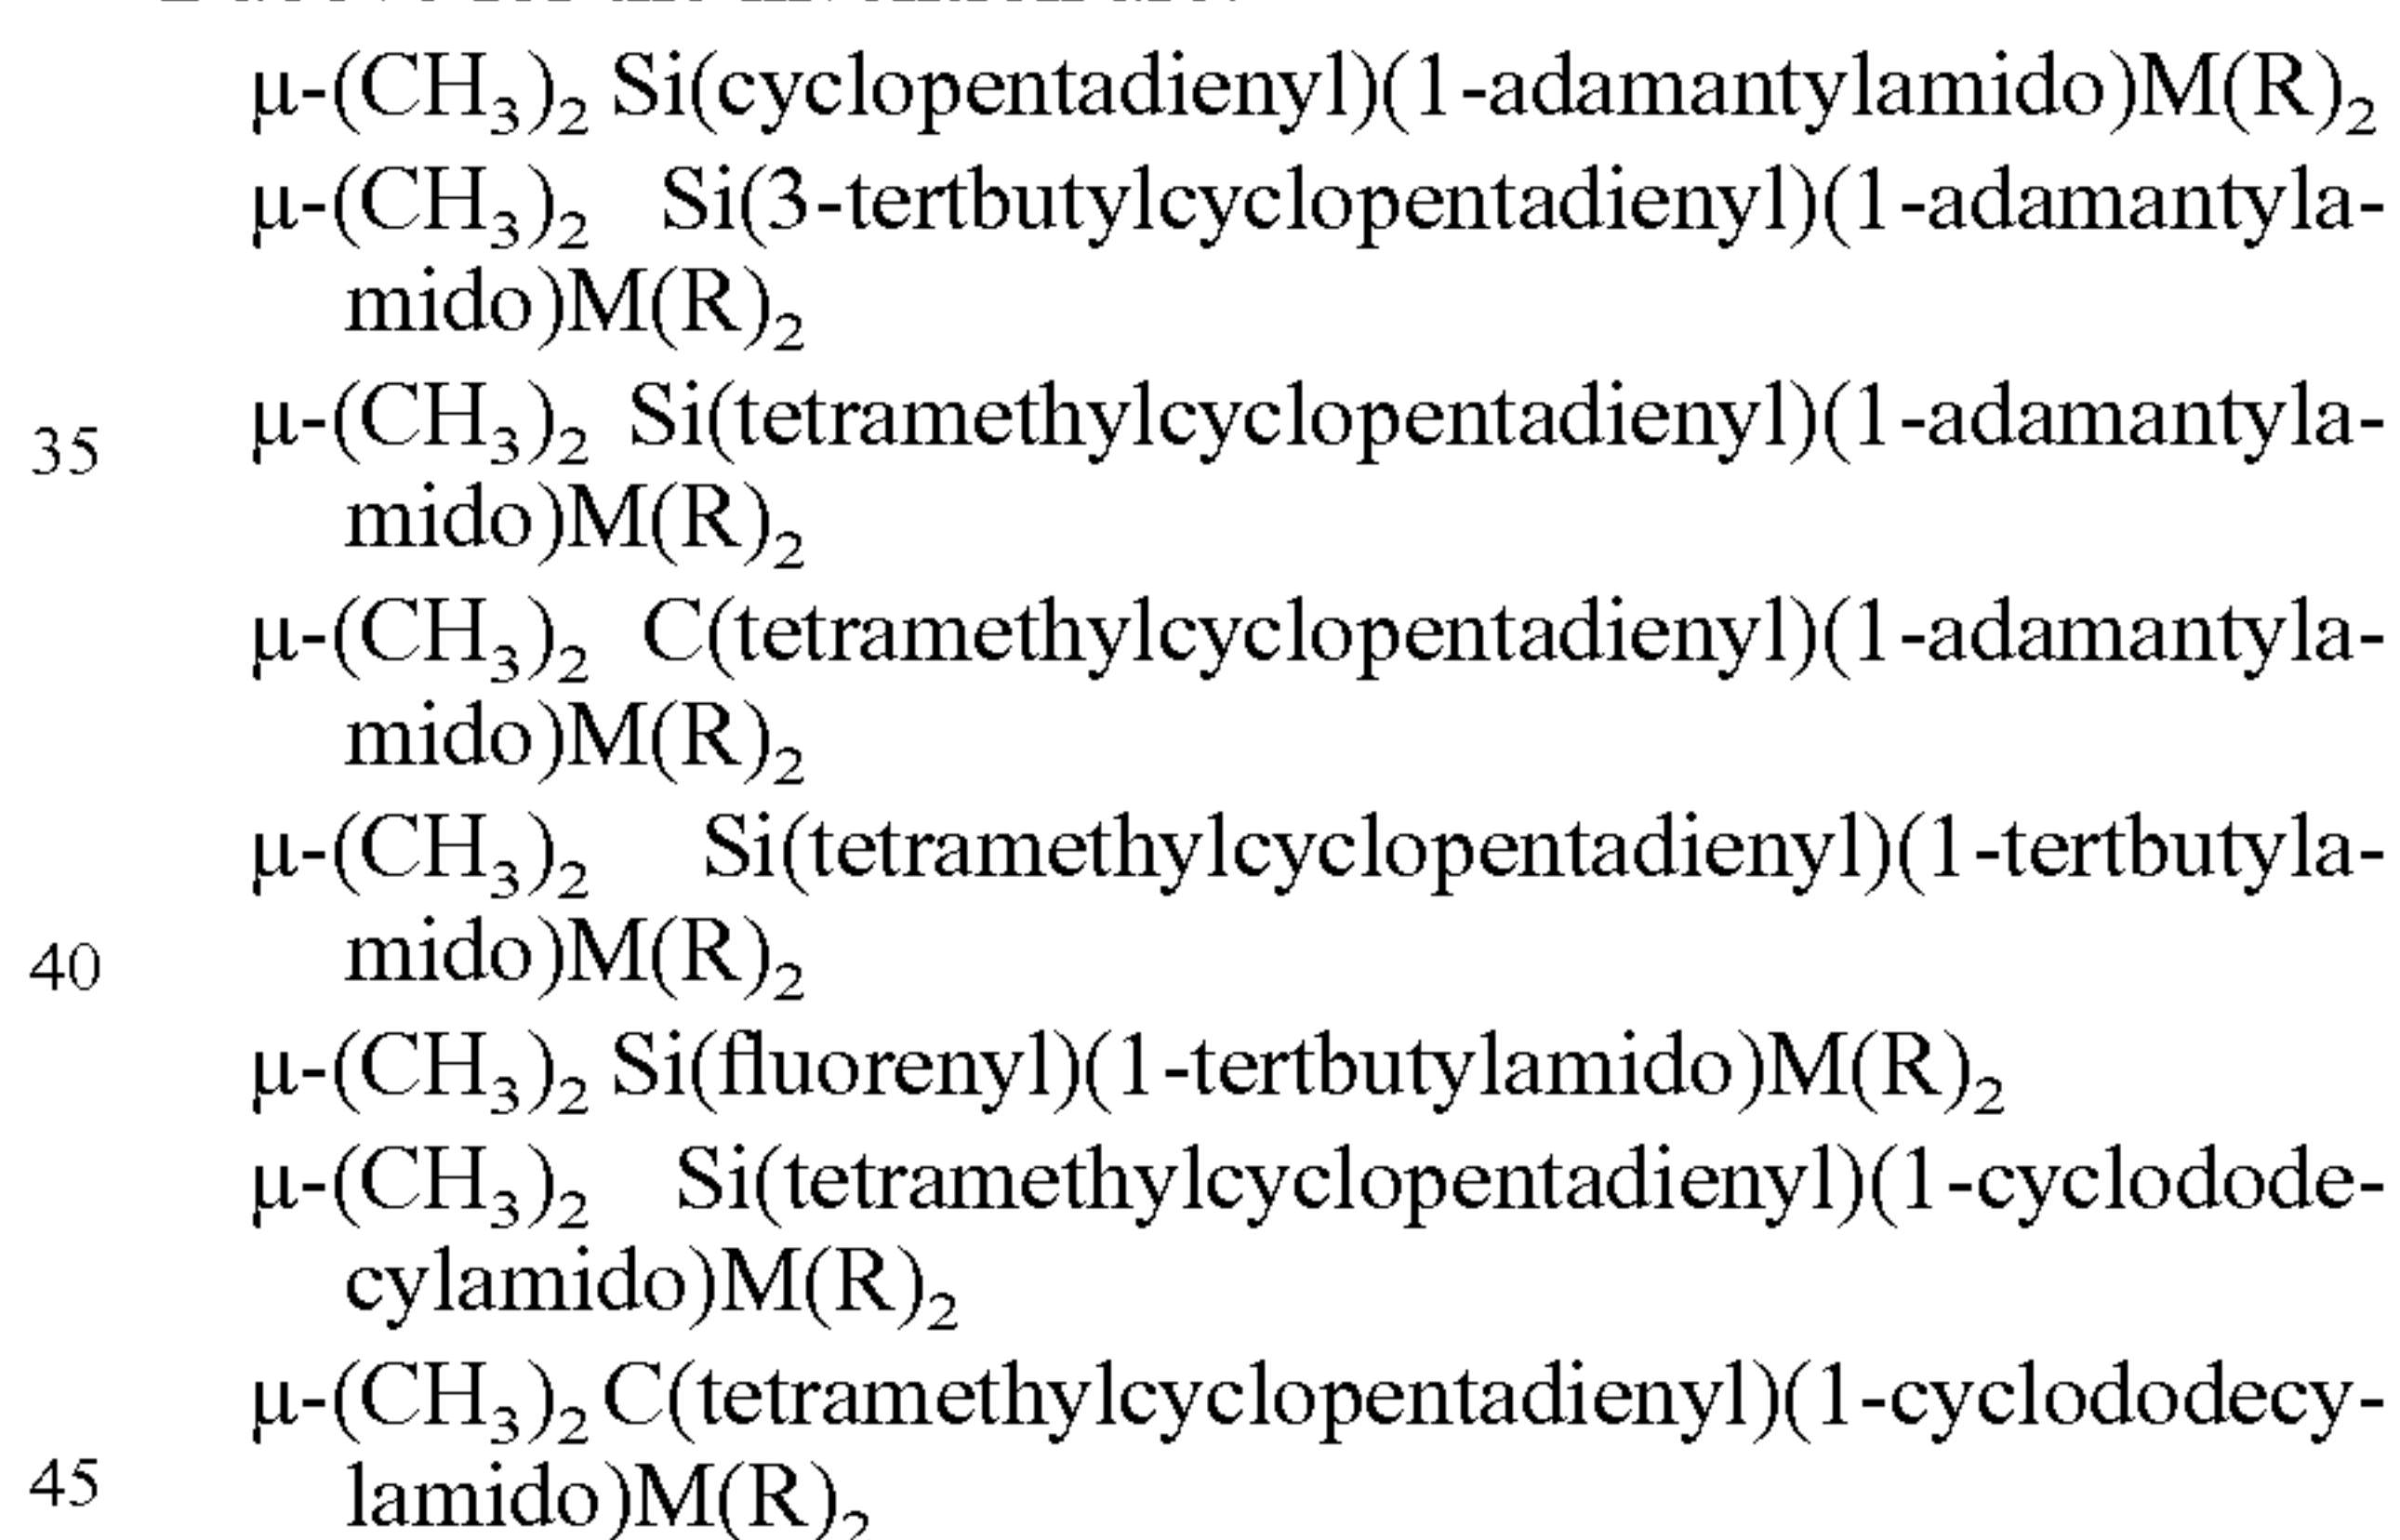 μ-(CH₃)₂ Si(cyclopentadienyl)(1-adamantylamido)M(R)₂
μ-(CH₃)₂ Si(3-tertbutylcyclopentadienyl)(1-adamantyla-
mido)M(R)₂
35 μ-(CH₃)₂ Si(tetramethylcyclopentadienyl)(1-adamantyla-
mido)M(R)₂
μ-(CH₃)₂ C(tetramethylcyclopentadienyl)(1-adamantyla-
mido)M(R)₂
μ-(CH₃)₂ Si(tetramethylcyclopentadienyl)(1-tertbutyla-
40 mido)M(R)₂
μ-(CH₃)₂ Si(fluorenyl)(1-tertbutylamido)M(R)₂
μ-(CH₃)₂ Si(tetramethylcyclopentadienyl)(1-cyclodode-
cylamido)M(R)₂
μ-(CH₃)₂ C(tetramethylcyclopentadienyl)(1-cyclododecy-
45 lamido)M(R)₂